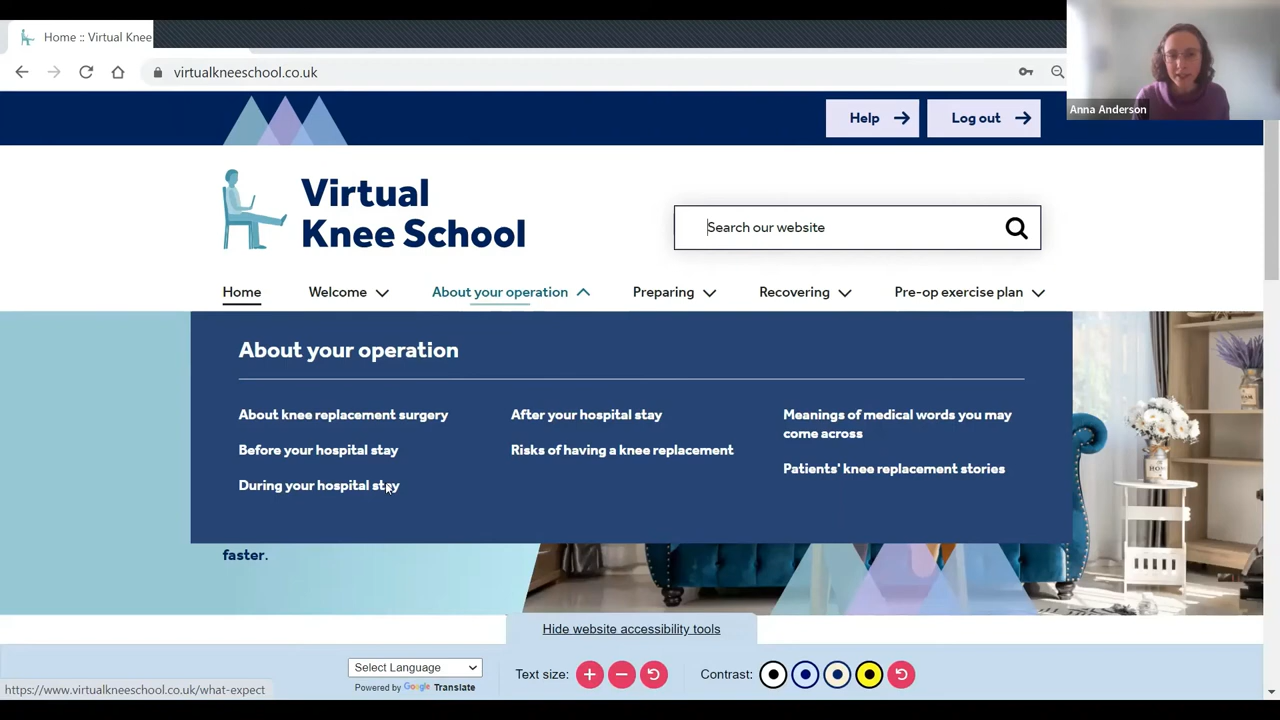 Home :: Virtual Knee
virtualkneeschool.co.uk
Anna Anderson
Help
Log out
Virtual
Knee School
Search our website
Home
Welcome
About your operation
Preparing
Recovering
Pre-op exercise plan
About your operation
About knee replacement surgery
After your hospital stay
Meanings of medical words you may
come across
Before your hospital stay
Risks of having a knee replacement
Patients' knee replacement stories
During your hospital stay
faster.
HOME
Hide website accessibility tools
Select Language
Text size:
Contrast:
Powered by Google Translate
https://www.virtualkneeschool.co.uk/what-expect